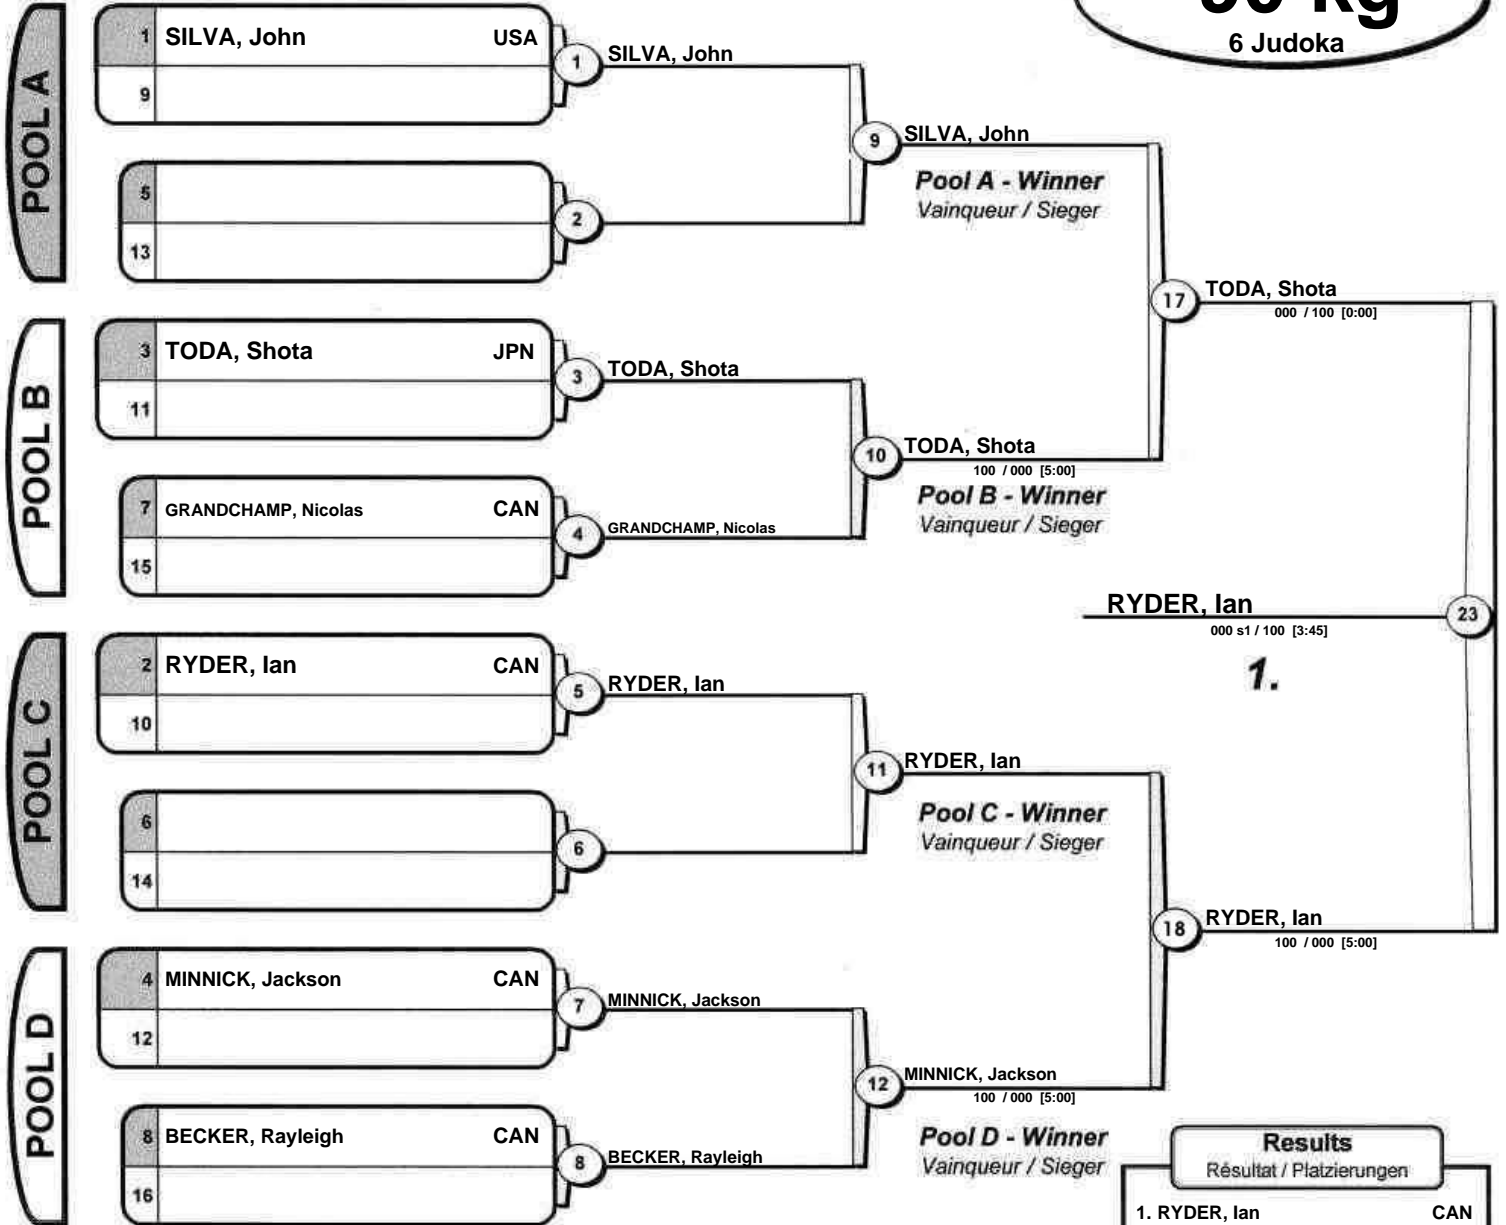 6 Judoka
POOL A
1 SILVA, John USA
9
1 SILVA, John
5
13
2
9 SILVA, John
Pool A - Winner
Vainqueur / Sieger
POOL B
3 TODA, Shota JPN
11
3 TODA, Shota
7 GRANDCHAMP, Nicolas CAN
15
4 GRANDCHAMP, Nicolas
10 TODA, Shota
100 / 000 [5:00]
Pool B - Winner
Vainqueur / Sieger
17 TODA, Shota
000 / 100 [0:00]
RYDER, Ian 23
000 s1 / 100 [3:45]
1.
POOL C
2 RYDER, Ian CAN
10
5 RYDER, Ian
6
14
6
11 RYDER, Ian
Pool C - Winner
Vainqueur / Sieger
18 RYDER, Ian
100 / 000 [5:00]
POOL D
4 MINNICK, Jackson CAN
12
7 MINNICK, Jackson
8 BECKER, Rayleigh CAN
16
8 BECKER, Rayleigh
12 MINNICK, Jackson
100 / 000 [5:00]
Pool D - Winner
Vainqueur / Sieger
Results
Résultat / Platzierungen
1. RYDER, Ian CAN